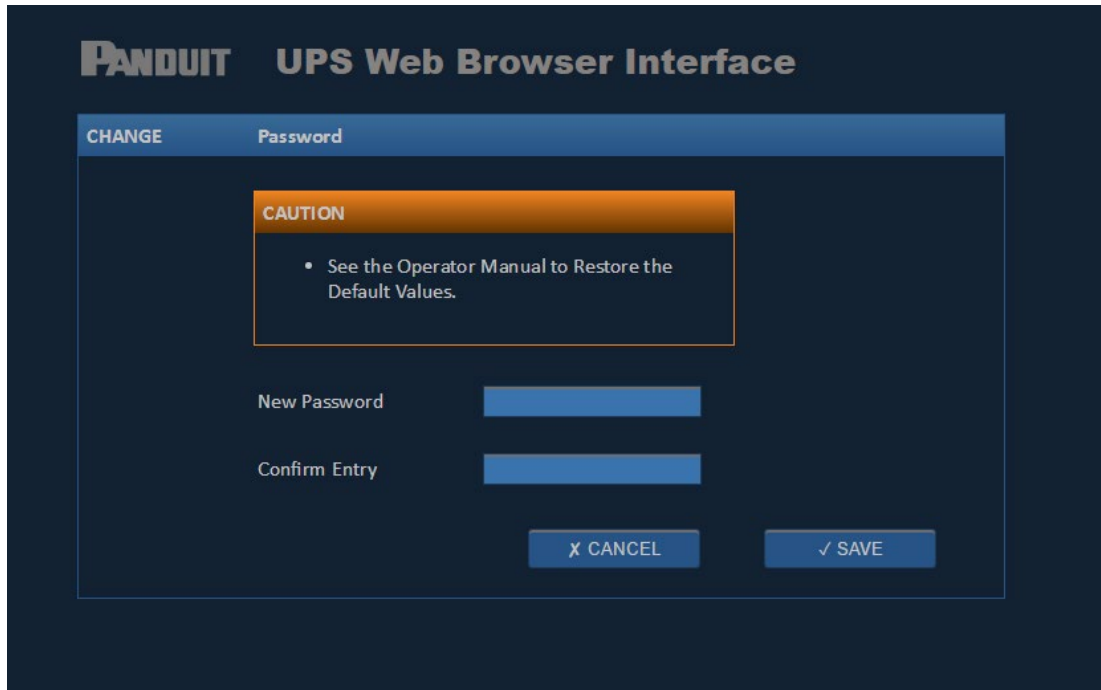 PANDUIT UPS Web Browser Interface
CHANGE Password
CAUTION
• See the Operator Manual to Restore the
Default Values.
New Password
Confirm Entry
✗ CANCEL ✓ SAVE